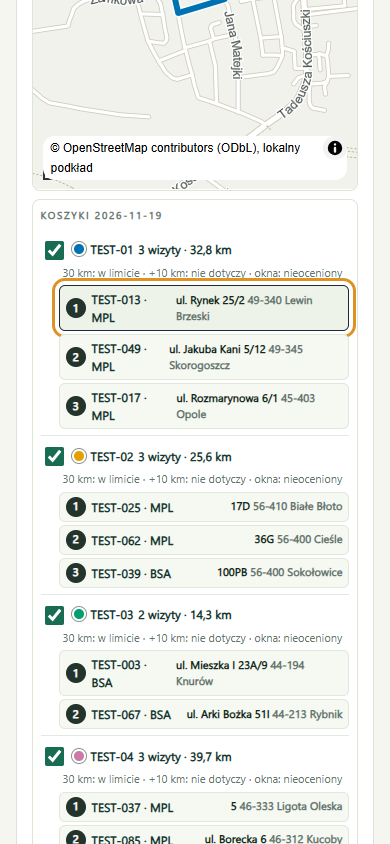 Zamkowa
Jana Matejki
Tadeusza Kościuszki
© OpenStreetMap contributors (ODbL), lokalny
podkład
KOSZYKI 2026-11-19
TEST-01 3 wizyty · 32,8 km
30 km: w limicie · +10 km: nie dotyczy · okna: nieoceniony
1 TEST-013 · MPL ul. Rynek 25/2 49-340 Lewin
Brzeski
2 TEST-049 · MPL ul. Jakuba Kani 5/12 49-345
Skorogoszcz
3 TEST-017 · MPL ul. Rozmarynowa 6/1 45-403
Opole
TEST-02 3 wizyty · 25,6 km
30 km: w limicie · +10 km: nie dotyczy · okna: nieoceniony
1 TEST-025 · MPL 17D 56-410 Białe Błoto
2 TEST-062 · MPL 36G 56-400 Cieśle
3 TEST-039 · BSA 100PB 56-400 Sokołowice
TEST-03 2 wizyty · 14,3 km
30 km: w limicie · +10 km: nie dotyczy · okna: nieoceniony
1 TEST-003 · BSA ul. Mieszka I 23A/9 44-194
Knurów
2 TEST-067 · BSA ul. Arki Bożka 51I 44-213 Rybnik
TEST-04 3 wizyty · 39,7 km
30 km: w limicie · +10 km: nie dotyczy · okna: nieoceniony
1 TEST-037 · MPL 5 46-333 Ligota Oleska
2 TEST-085 · MPL ul. Borecka 6 46-312 Kucoby